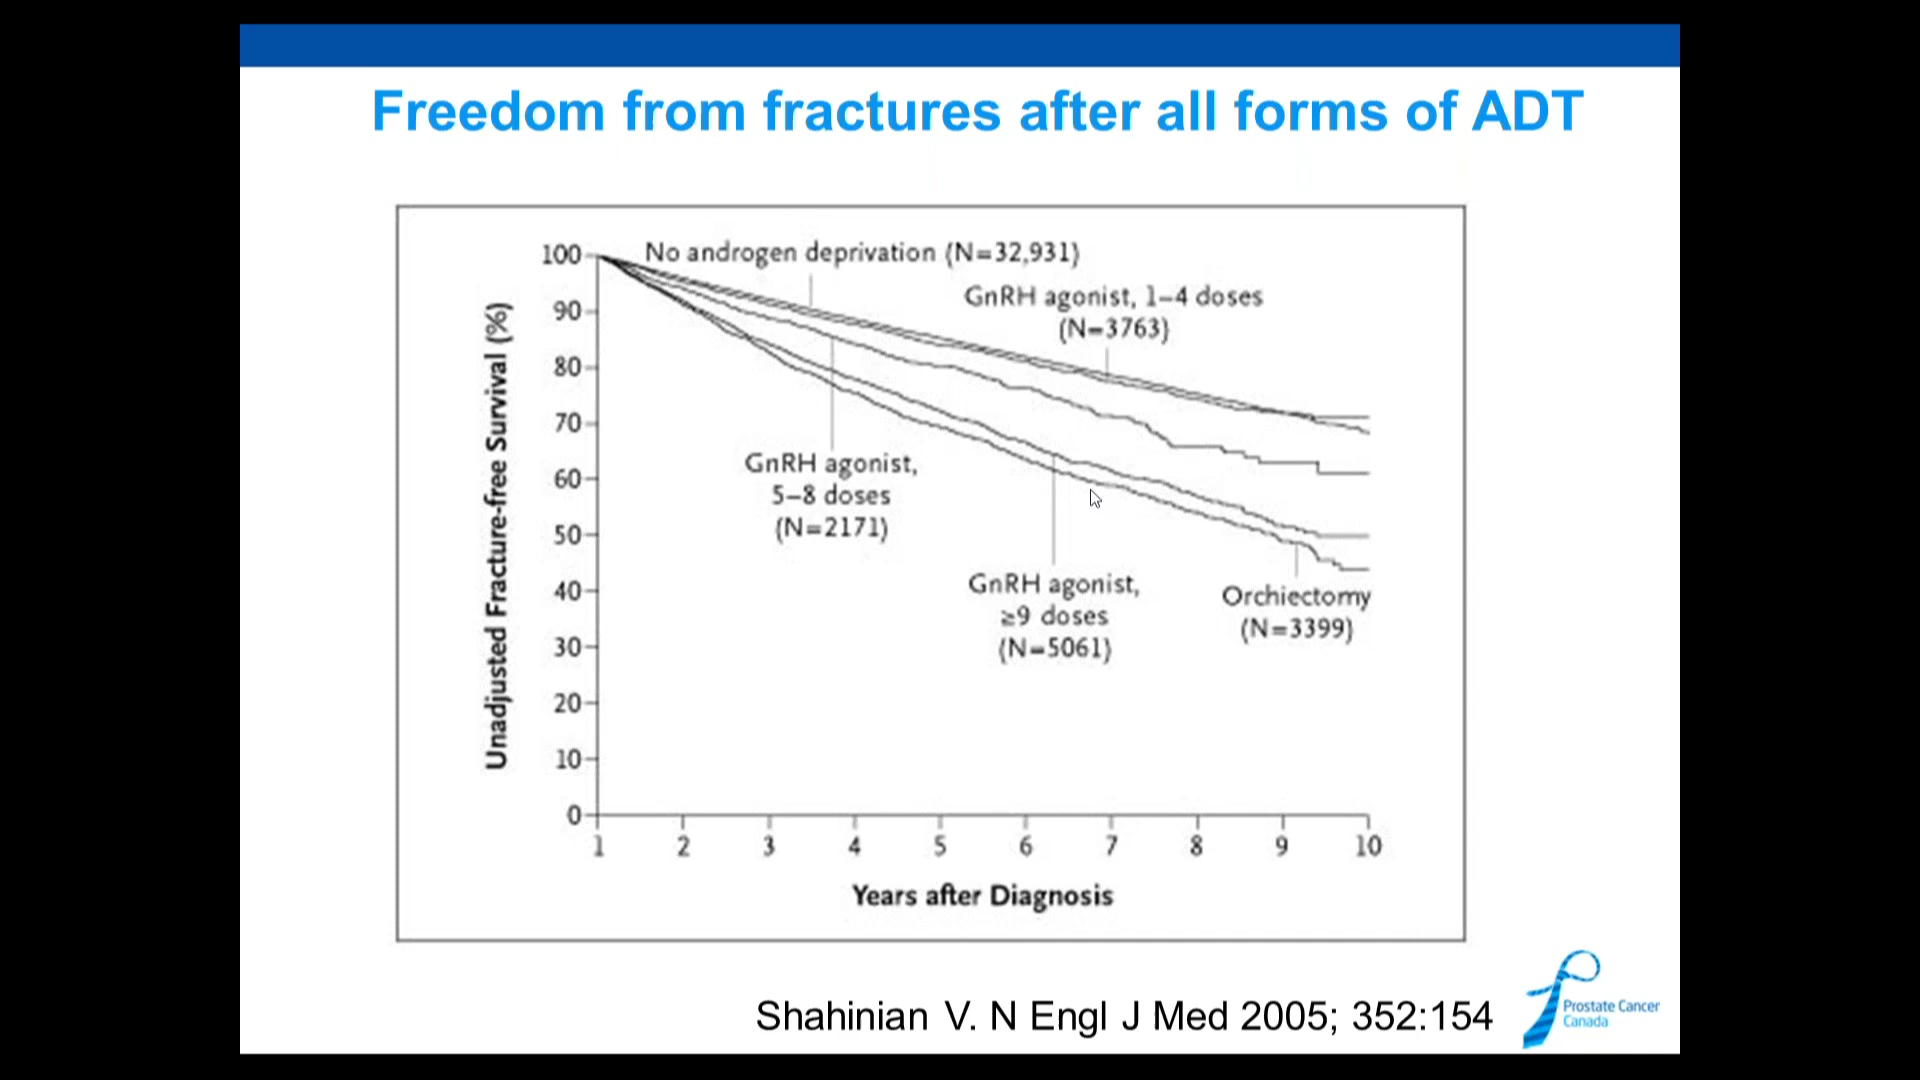 Freedom from fractures after all forms of ADT
No androgen deprivation (N=32,931)
GnRH agonist, 1–4 doses
(N=3763)
GnRH agonist,
5–8 doses
(N=2171)
GnRH agonist,
≥9 doses
(N=5061)
Orchiectomy
(N=3399)
Unadjusted Fracture-free Survival (%)
100
90
80
70
60
50
40
30
20
10
0
1 2 3 4 5 6 7 8 9 10
Years after Diagnosis
Shahinian V. N Engl J Med 2005; 352:154
Prostate Cancer
Canada